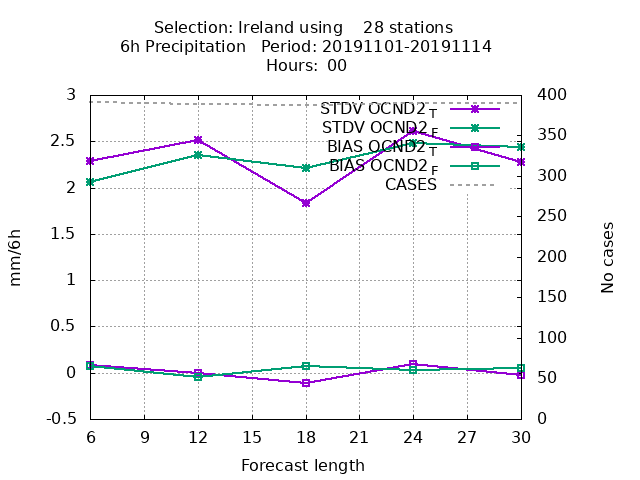 Selection: Ireland using    28 stations
6h Precipitation   Period: 20191101-20191114
Hours:  00
STDV OCND2_T
STDV OCND2_F
BIAS OCND2_T
BIAS OCND2_F
CASES
3
2.5
2
1.5
1
0.5
0
-0.5
400
350
300
250
200
150
100
50
0
mm/6h
No cases
6 9 12 15 18 21 24 27 30
Forecast length